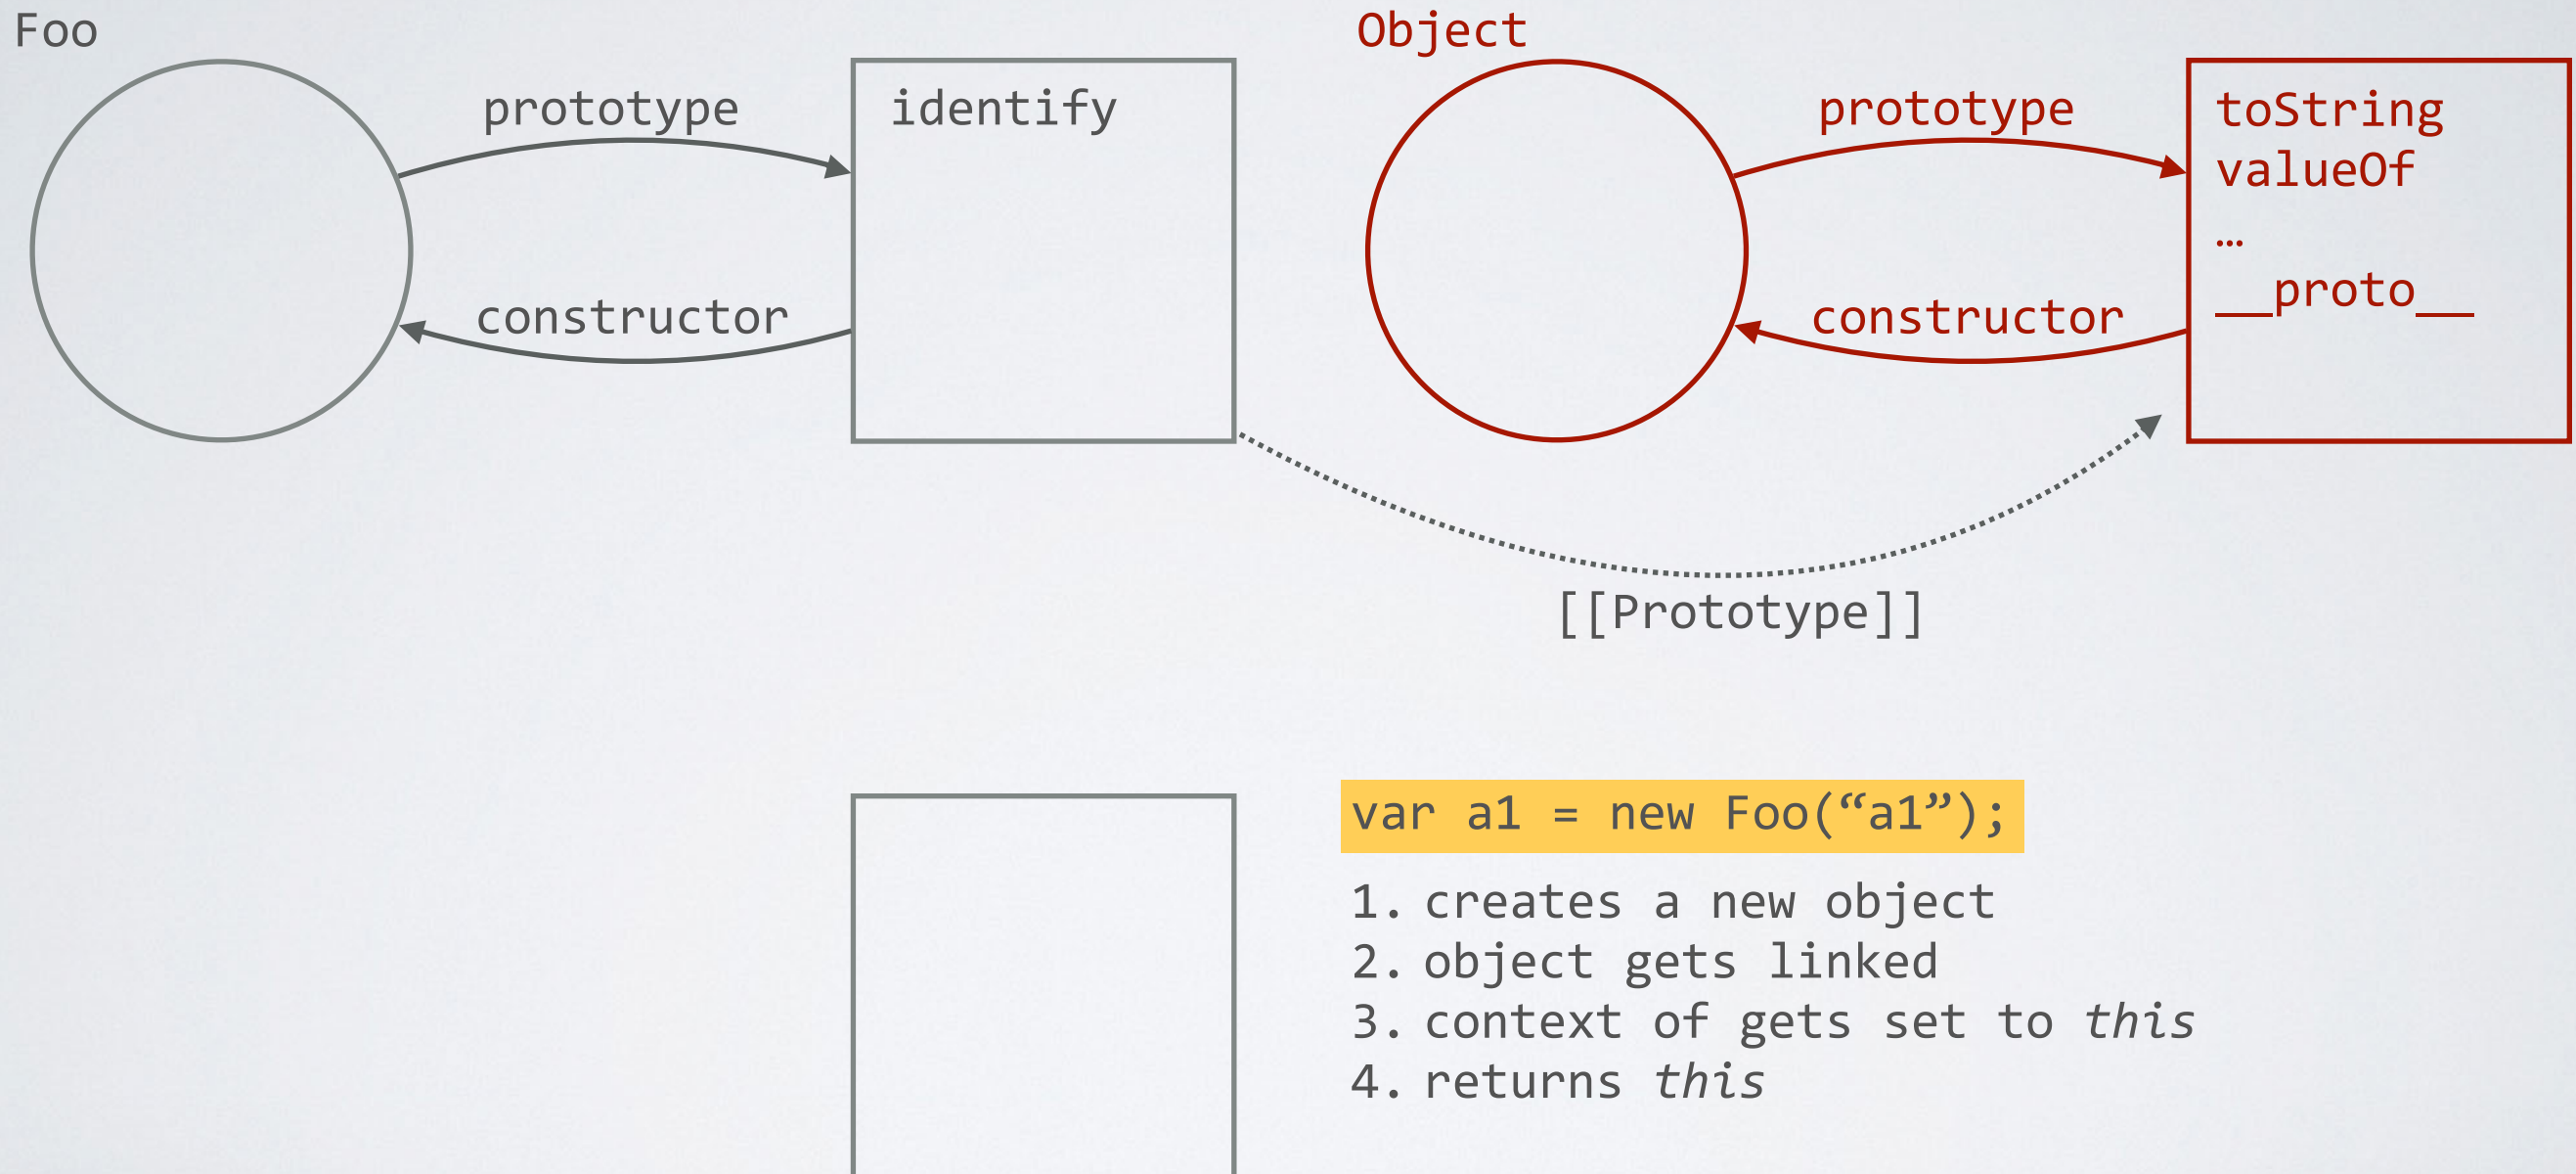 Foo
prototype
constructor
identify
Object
prototype
constructor
toString
valueOf
…
__proto__
[[Prototype]]
var a1 = new Foo(“a1”);
1. creates a new object
2. object gets linked
3. context of gets set to this
4. returns this